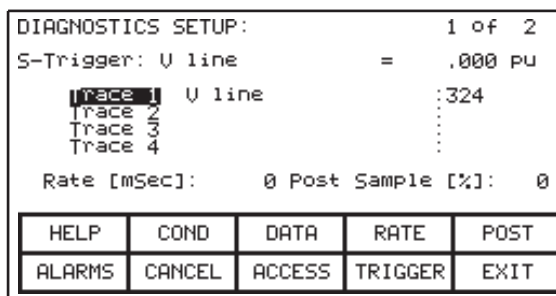 DIAGNOSTICS SETUP: 1 of 2
S-Trigger: V line = .000 pu
Trace 1 V line :324
Trace 2 :
Trace 3 :
Trace 4 :
Rate [mSec]: 0 Post Sample [%]: 0
HELP COND DATA RATE POST
ALARMS CANCEL ACCESS TRIGGER EXIT